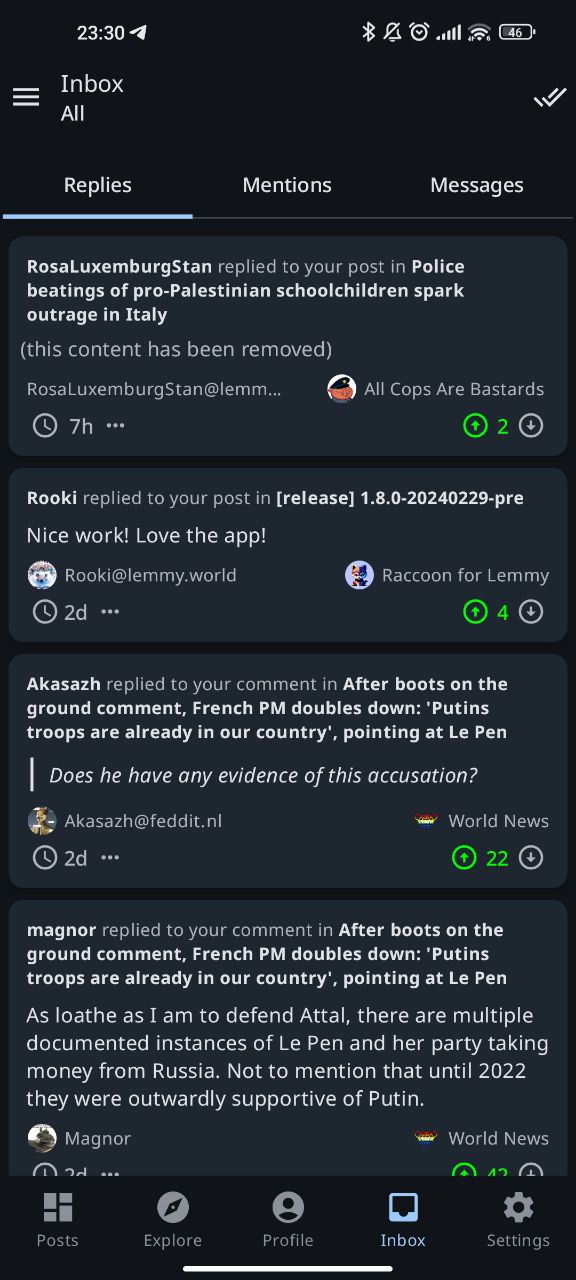 23:30
46
Inbox
All
Replies
Mentions
Messages
RosaLuxemburgStan replied to your post in Police
beatings of pro-Palestinian schoolchildren spark
outrage in Italy
(this content has been removed)
RosaLuxemburgStan@lemm...
All Cops Are Bastards
7h
2
Rooki replied to your post in [release] 1.8.0-20240229-pre
Nice work! Love the app!
Rooki@lemmy.world
Raccoon for Lemmy
2d
4
Akasazh replied to your comment in After boots on the
ground comment, French PM doubles down: 'Putins
troops are already in our country', pointing at Le Pen
Does he have any evidence of this accusation?
Akasazh@feddit.nl
World News
2d
22
magnor replied to your comment in After boots on the
ground comment, French PM doubles down: 'Putins
troops are already in our country', pointing at Le Pen
As loathe as I am to defend Attal, there are multiple
documented instances of Le Pen and her party taking
money from Russia. Not to mention that until 2022
they were outwardly supportive of Putin.
Magnor
World News
2d
42
Posts
Explore
Profile
Inbox
Settings